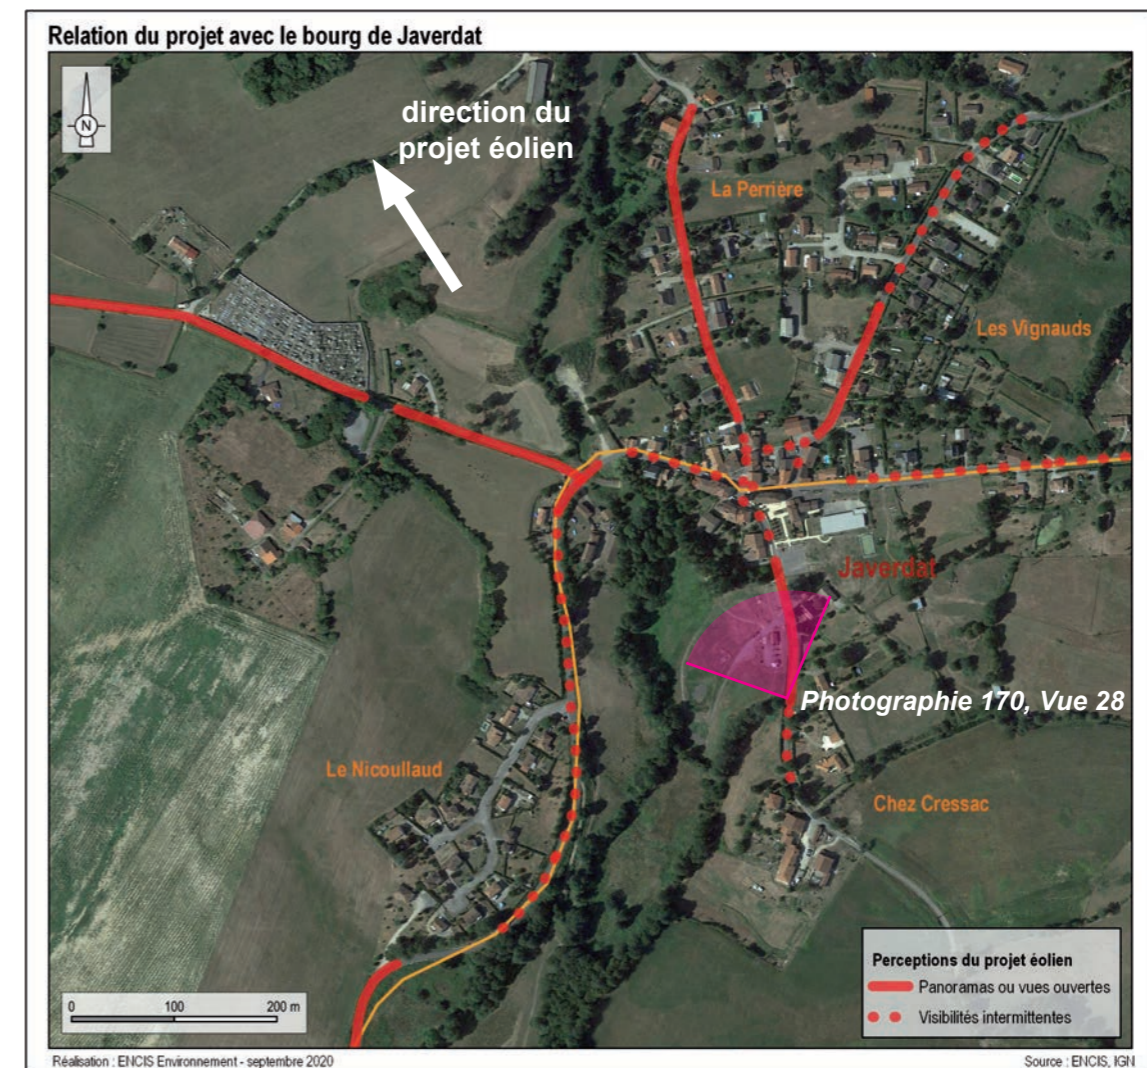 Relation du projet avec le bourg de Javerdat
N
direction du
projet éolien
La Perrière
Les Vignauds
Javerdat
Photographie 170, Vue 28
Le Nicoullaud
Chez Cressac
Perceptions du projet éolien
Panoramas ou vues ouvertes
Visibilités intermittentes
0 100 200 m
Réalisation : ENCIS Environnement - septembre 2020
Source : ENCIS, IGN